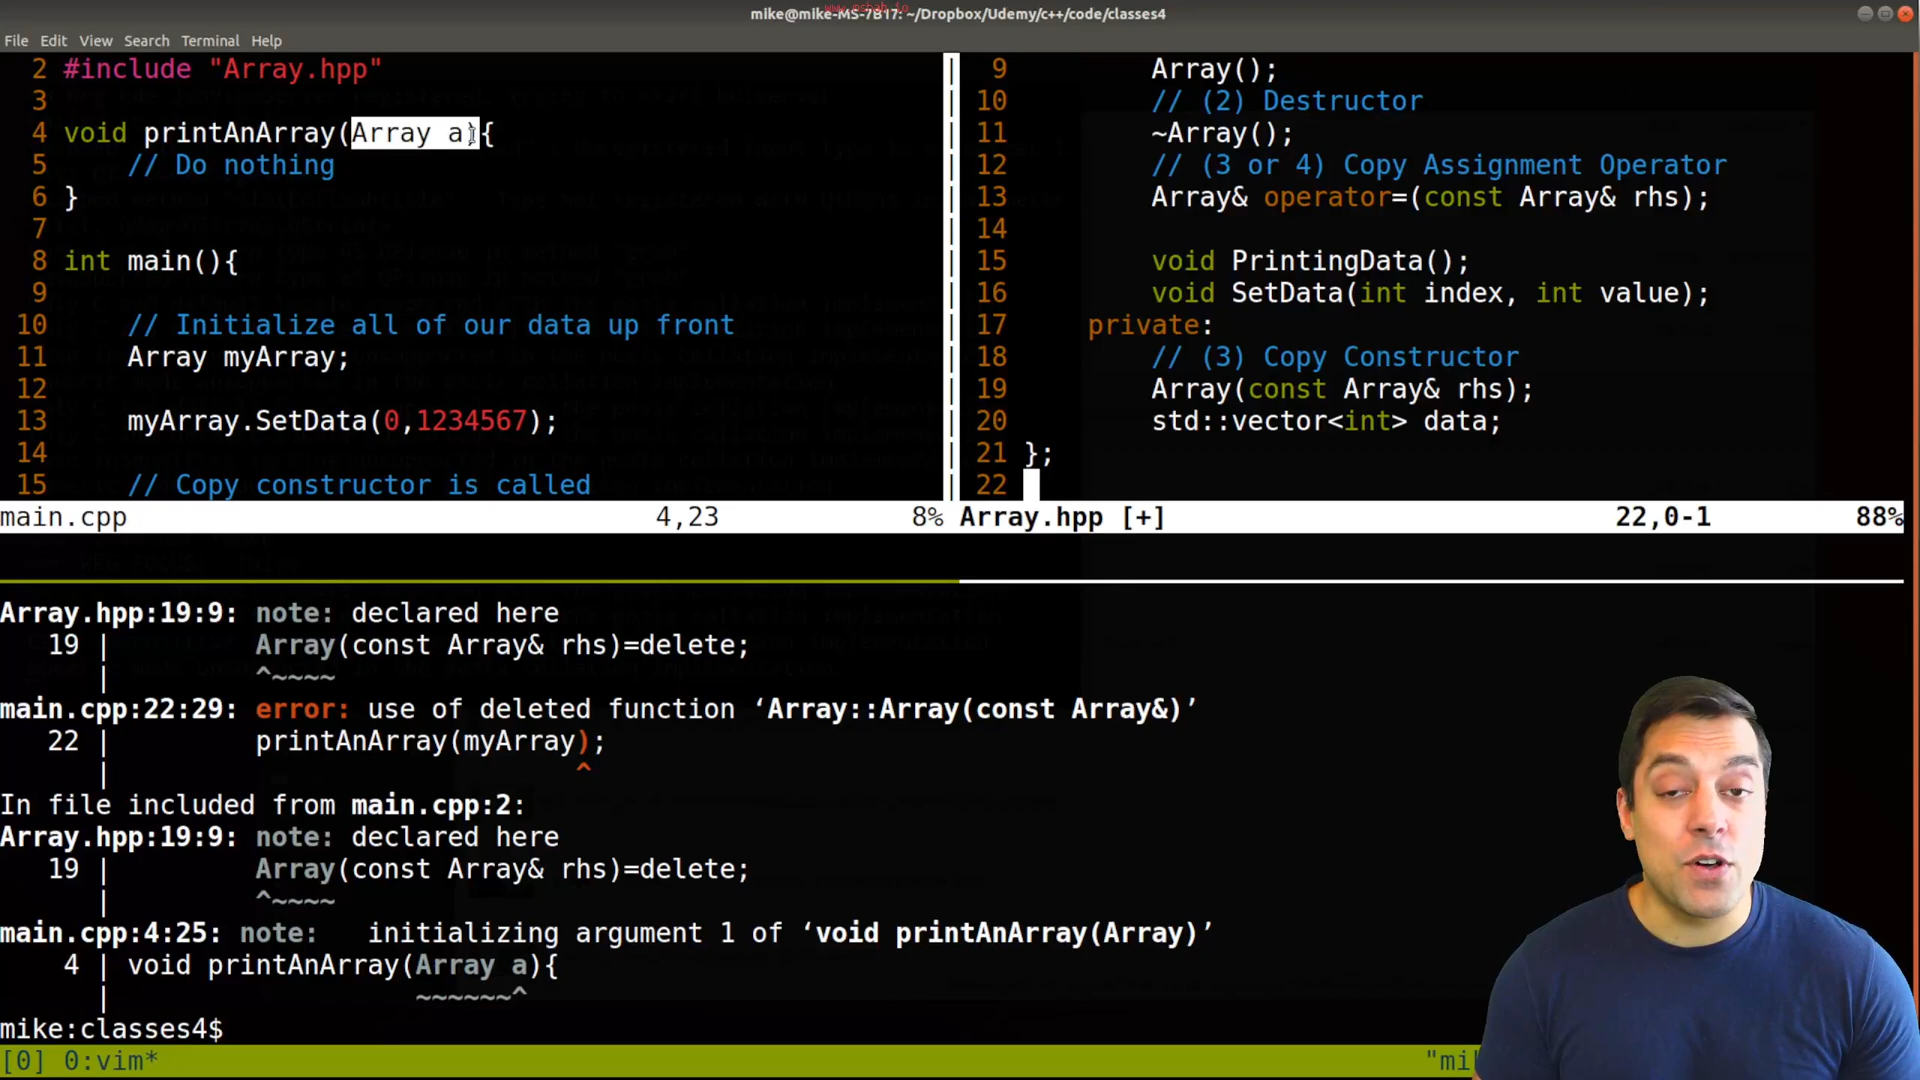 www.msbab.io
mike@mike-MS-7B17: ~/Dropbox/Udemy/c++/code/classes4
File Edit View Search Terminal Help
2 #include "Array.hpp"
3
4 void printAnArray(Array a){
5 // Do nothing
6 }
7
8 int main(){
9
10 // Initialize all of our data up front
11 Array myArray;
12
13 myArray.SetData(0,1234567);
14
15 // Copy constructor is called
main.cpp 4,23 8%
9 Array();
10 // (2) Destructor
11 ~Array();
12 // (3 or 4) Copy Assignment Operator
13 Array& operator=(const Array& rhs);
14
15 void PrintingData();
16 void SetData(int index, int value);
17 private:
18 // (3) Copy Constructor
19 Array(const Array& rhs);
20 std::vector<int> data;
21 };
22
Array.hpp [+] 22,0-1 88%
Array.hpp:19:9: note: declared here
19 | Array(const Array& rhs)=delete;
| ^~~~~
main.cpp:22:29: error: use of deleted function ‘Array::Array(const Array&)’
22 | printAnArray(myArray);
| ^
In file included from main.cpp:2:
Array.hpp:19:9: note: declared here
19 | Array(const Array& rhs)=delete;
| ^~~~~
main.cpp:4:25: note: initializing argument 1 of ‘void printAnArray(Array)’
4 | void printAnArray(Array a){
| ~~~~~~^
mike:classes4$
[0] 0:vim* "mi